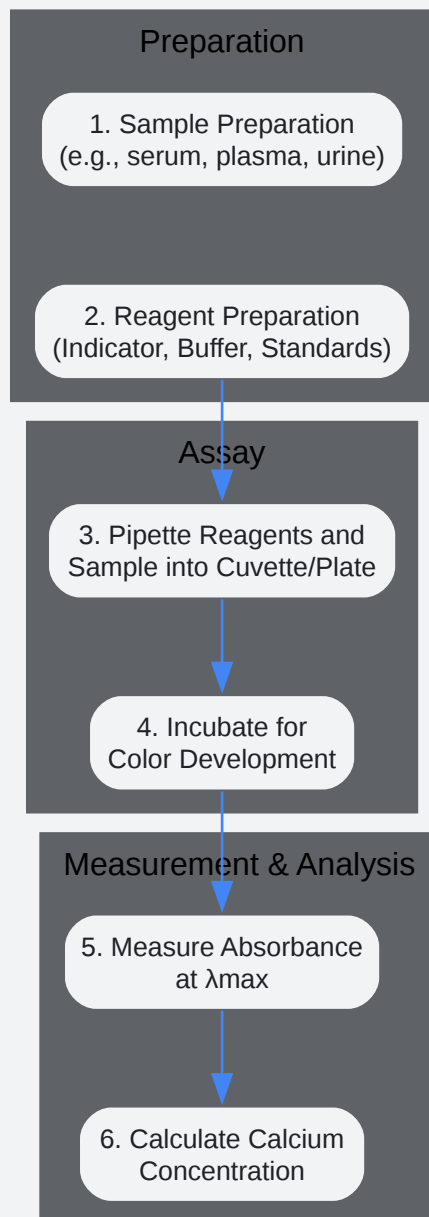 Preparation
1. Sample Preparation
(e.g., serum, plasma, urine)
2. Reagent Preparation
(Indicator, Buffer, Standards)
Assay
3. Pipette Reagents and
Sample into Cuvette/Plate
4. Incubate for
Color Development
Measurement & Analysis
5. Measure Absorbance
at λmax
6. Calculate Calcium
Concentration